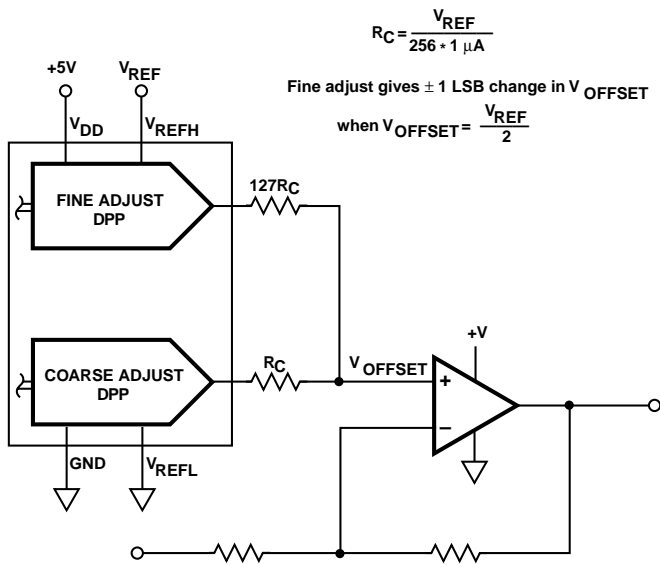 R_C = V_REF / 256 * 1 µA
Fine adjust gives ± 1 LSB change in V_OFFSET
when V_OFFSET = V_REF / 2
+5V
V_REF
V_DD
V_REFH
FINE ADJUST
DPP
127R_C
COARSE ADJUST
DPP
R_C
V_OFFSET
+V
+
−
GND
V_REFL